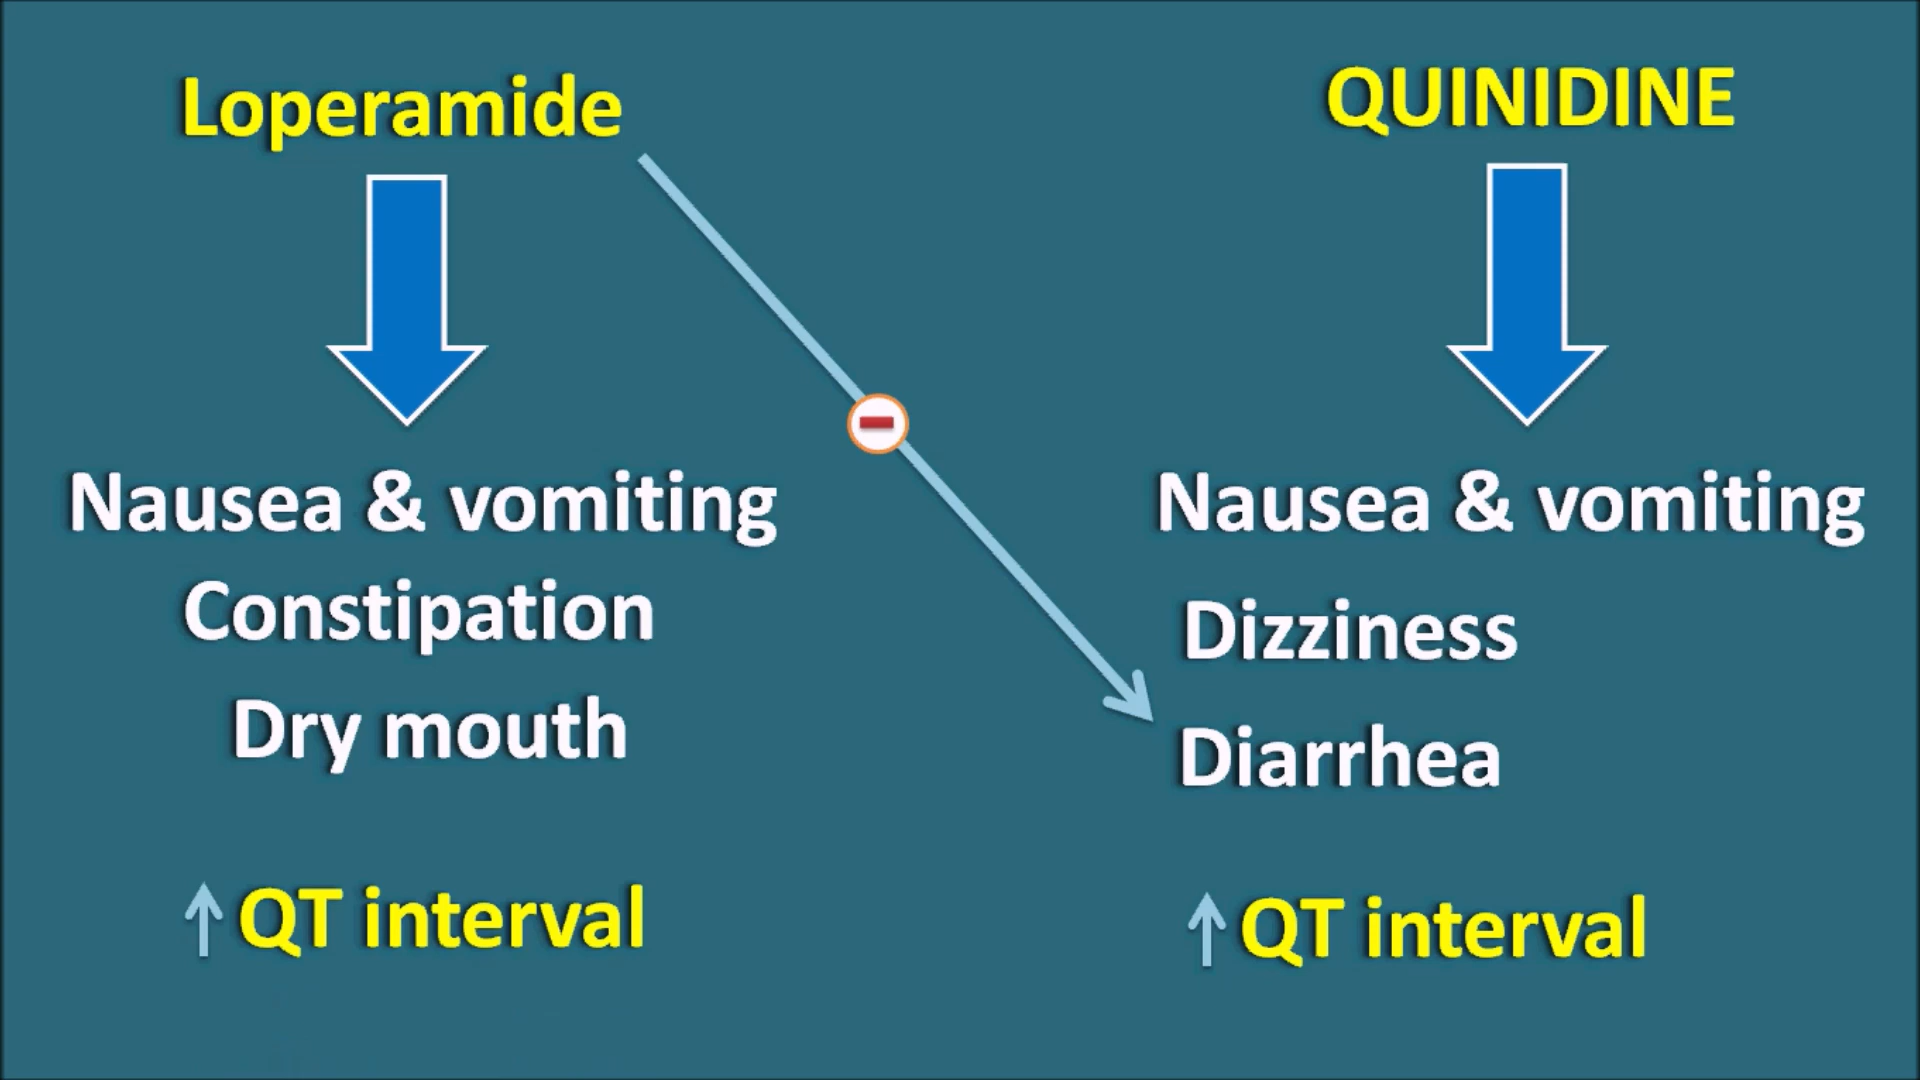 Loperamide
Nausea & vomiting
Constipation
Dry mouth
↑ QT interval
QUINIDINE
Nausea & vomiting
Dizziness
Diarrhea
↑ QT interval